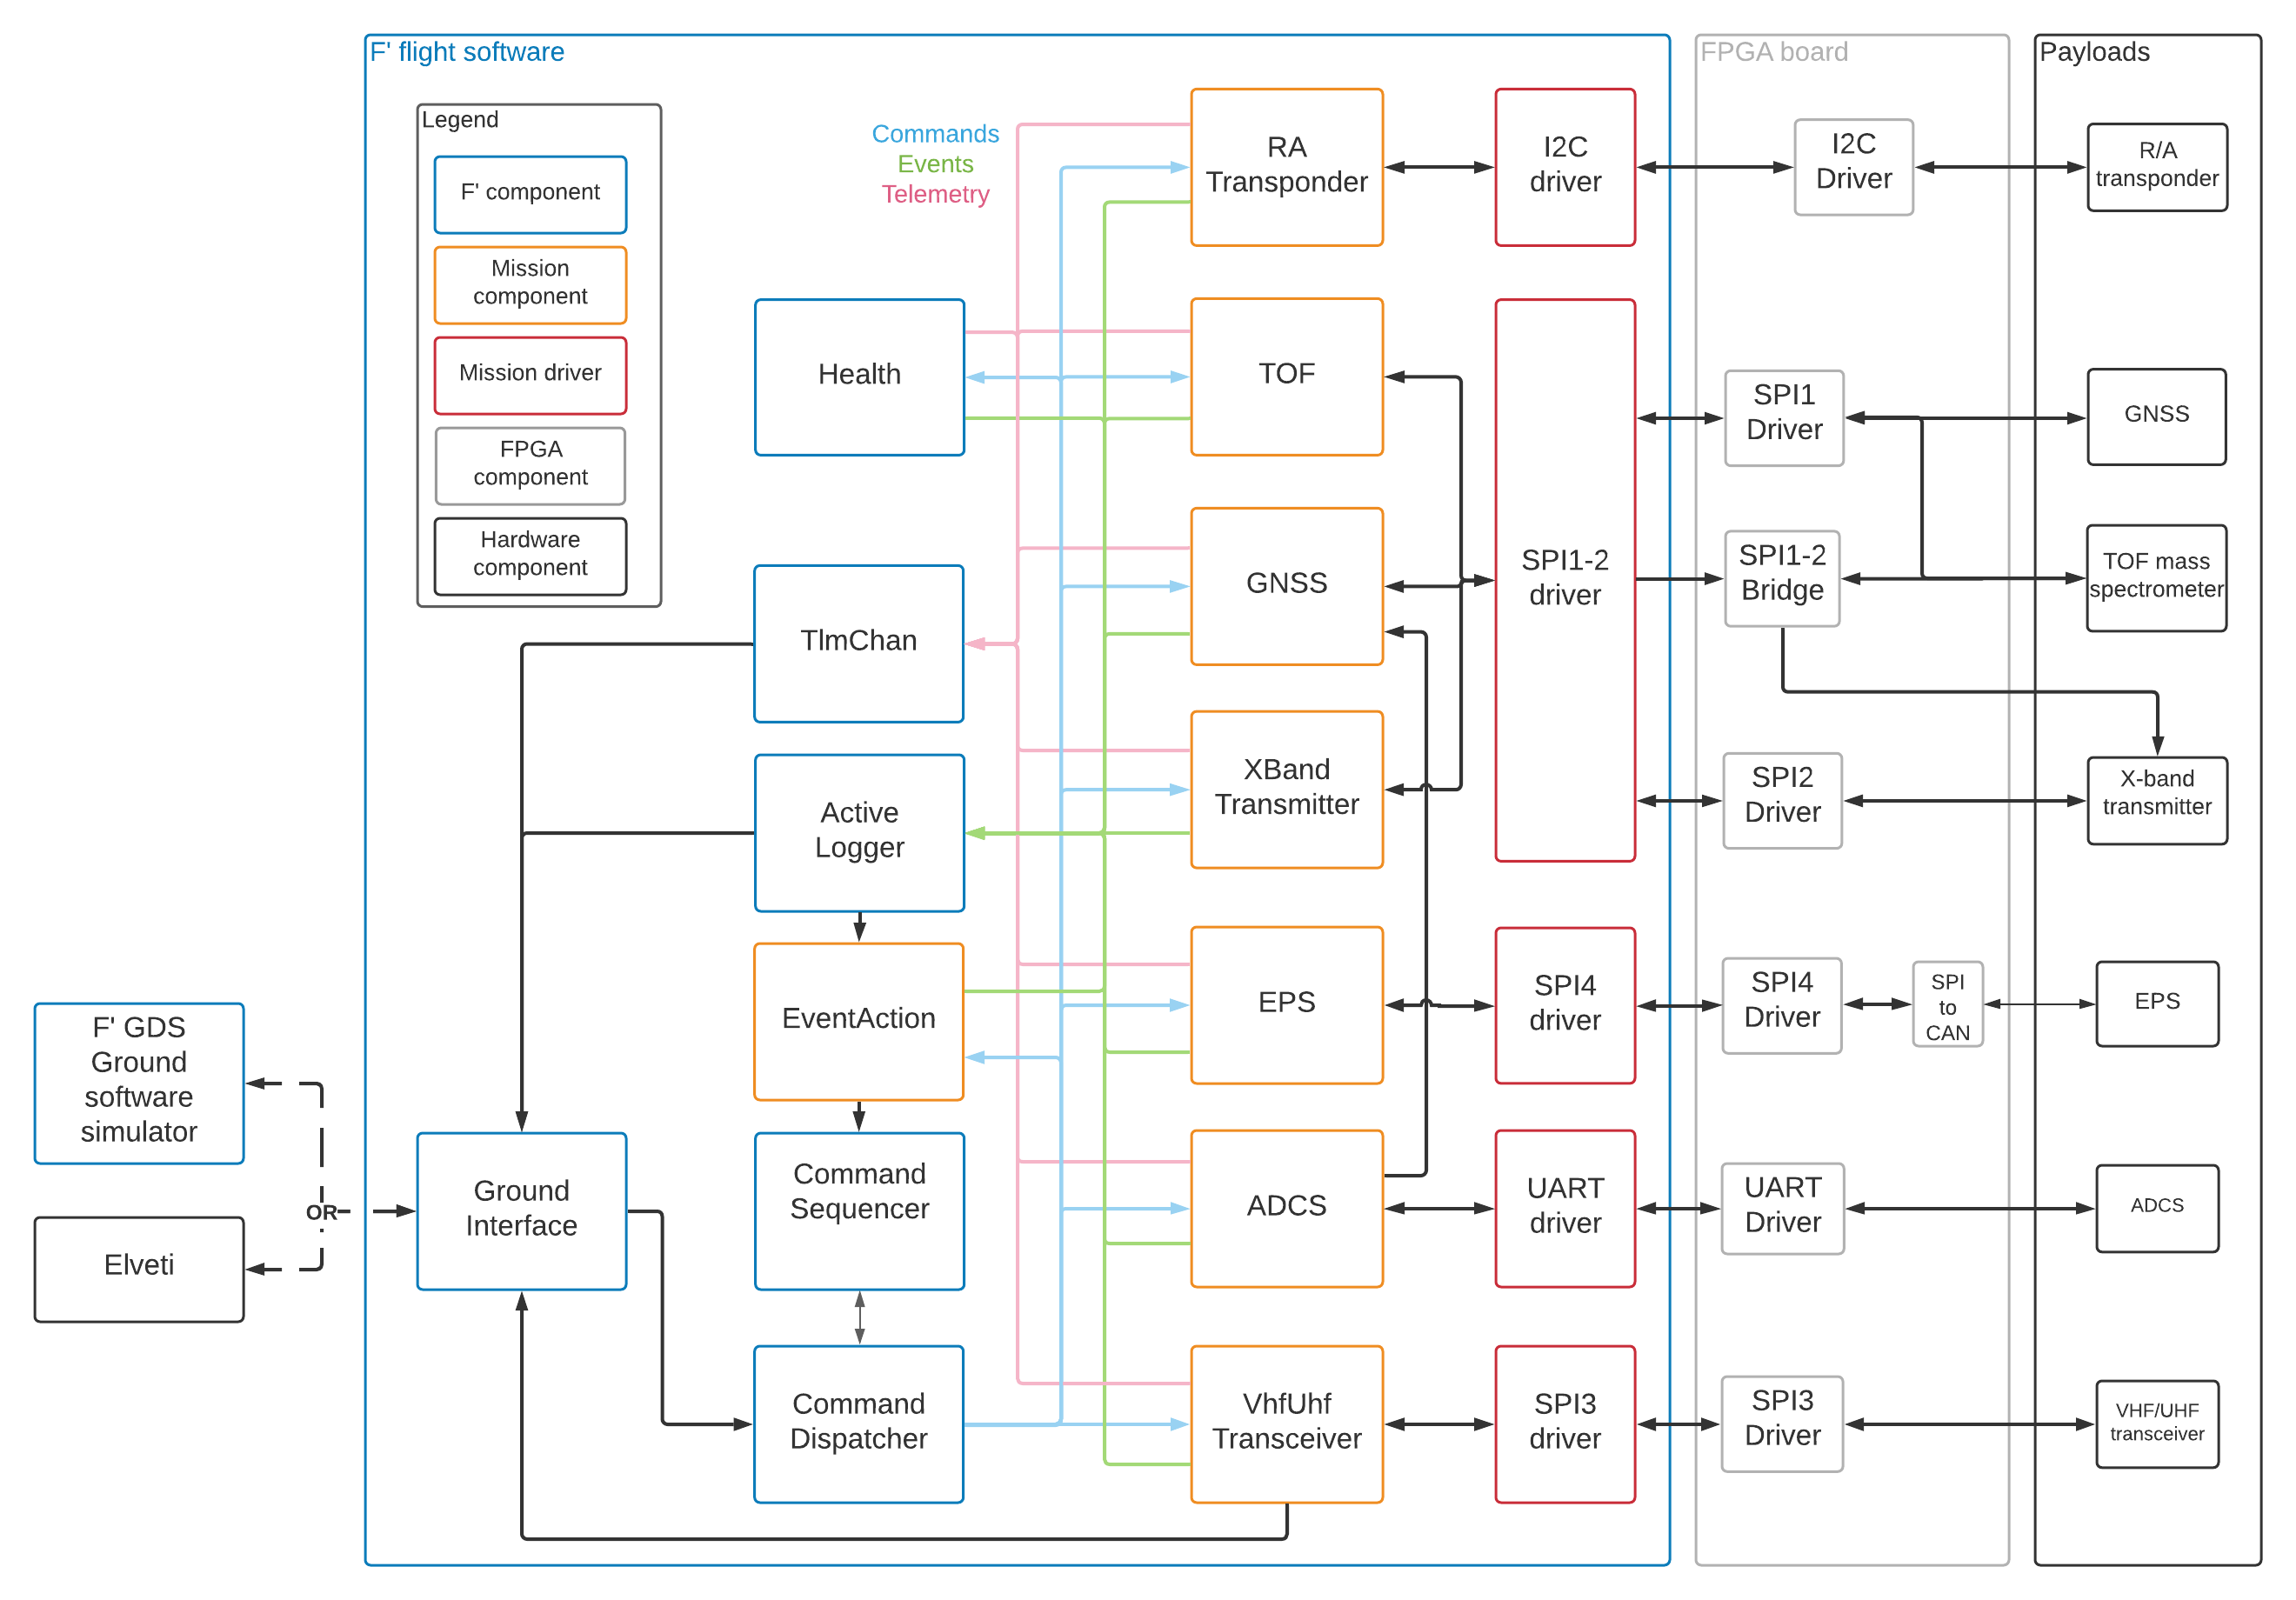 F' flight software
FPGA board
Payloads
Legend
F' component
Mission
component
Mission driver
FPGA
component
Hardware
component
Commands
Events
Telemetry
RA
Transponder
I2C
driver
I2C
Driver
R/A
transponder
Health
TOF
SPI1
Driver
GNSS
GNSS
SPI1-2
driver
SPI1-2
Bridge
TOF mass
spectrometer
TlmChan
XBand
Transmitter
SPI2
Driver
X-band
transmitter
Active
Logger
EventAction
EPS
SPI4
driver
SPI4
Driver
SPI
to
CAN
EPS
F' GDS
Ground
software
simulator
OR
Elveti
Ground
Interface
Command
Sequencer
ADCS
UART
driver
UART
Driver
ADCS
Command
Dispatcher
VhfUhf
Transceiver
SPI3
driver
SPI3
Driver
VHF/UHF
transceiver